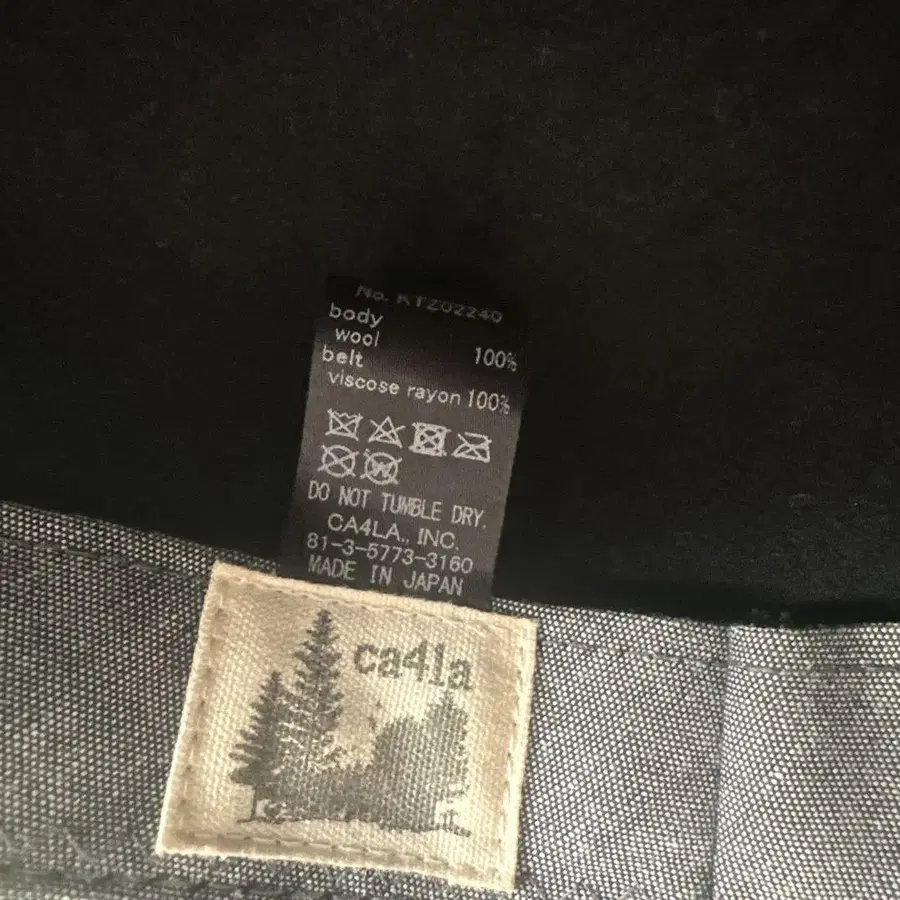 No. KTZ02240
body
wool 100%
belt
viscose rayon 100%
W
DO NOT TUMBLE DRY.
CA4LA., INC.
81-3-5773-3160
MADE IN JAPAN
ca4la